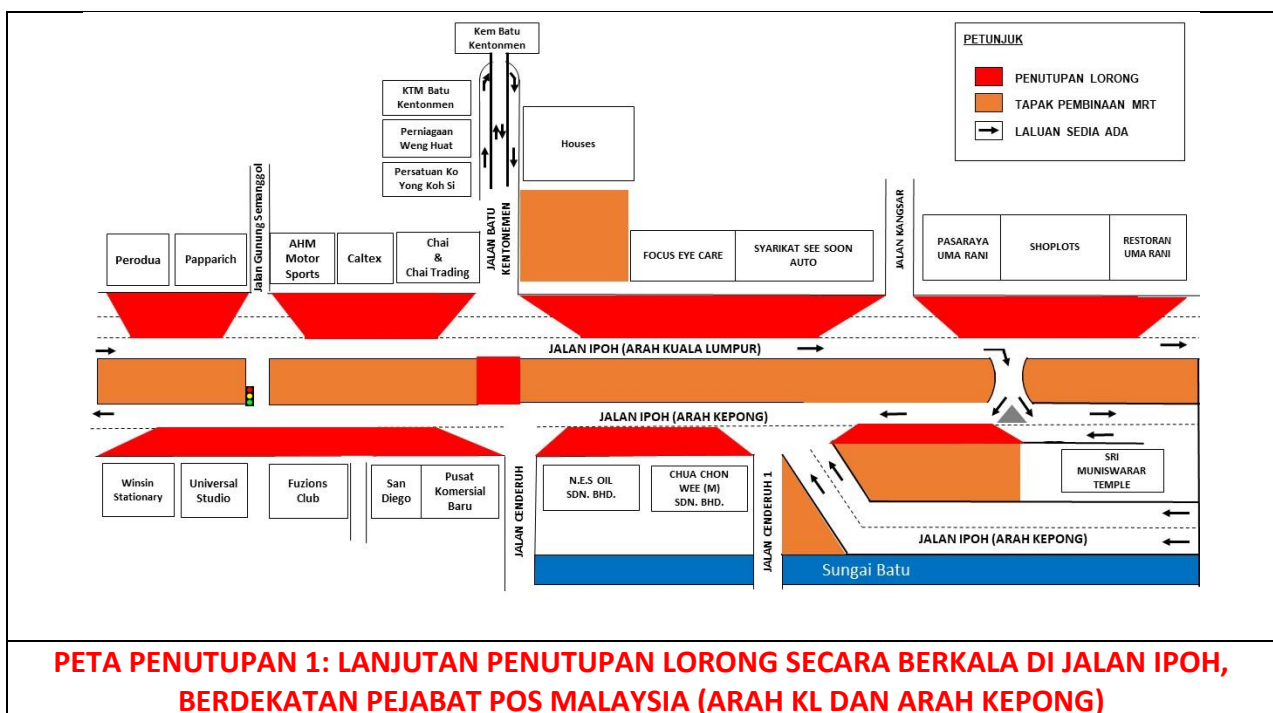 Kem Batu
Kentonmen
PETUNJUK
PENUTUPAN LORONG
TAPAK PEMBINAAN MRT
LALUAN SEDIA ADA
KTM Batu
Kentonmen
Perniagaan
Weng Huat
Persatuan Ko
Yong Koh Si
Houses
Jalan Gunung Semanggol
JALAN BATU
KENTONEMEN
JALAN KANGSAR
Perodua
Papparich
AHM
Motor
Sports
Caltex
Chai
&
Chai Trading
FOCUS EYE CARE
SYARIKAT SEE SOON
AUTO
PASARAYA
UMA RANI
SHOPLOTS
RESTORAN
UMA RANI
JALAN IPOH (ARAH KUALA LUMPUR)
JALAN IPOH (ARAH KEPONG)
Winsin
Stationary
Universal
Studio
Fuzions
Club
San
Diego
Pusat
Komersial
Baru
JALAN CENDERUH
N.E.S OIL
SDN. BHD.
CHUA CHON
WEE (M)
SDN. BHD.
JALAN CENDERUH 1
SRI
MUNISWARAR
TEMPLE
JALAN IPOH (ARAH KEPONG)
Sungai Batu
PETA PENUTUPAN 1: LANJUTAN PENUTUPAN LORONG SECARA BERKALA DI JALAN IPOH,
BERDEKATAN PEJABAT POS MALAYSIA (ARAH KL DAN ARAH KEPONG)